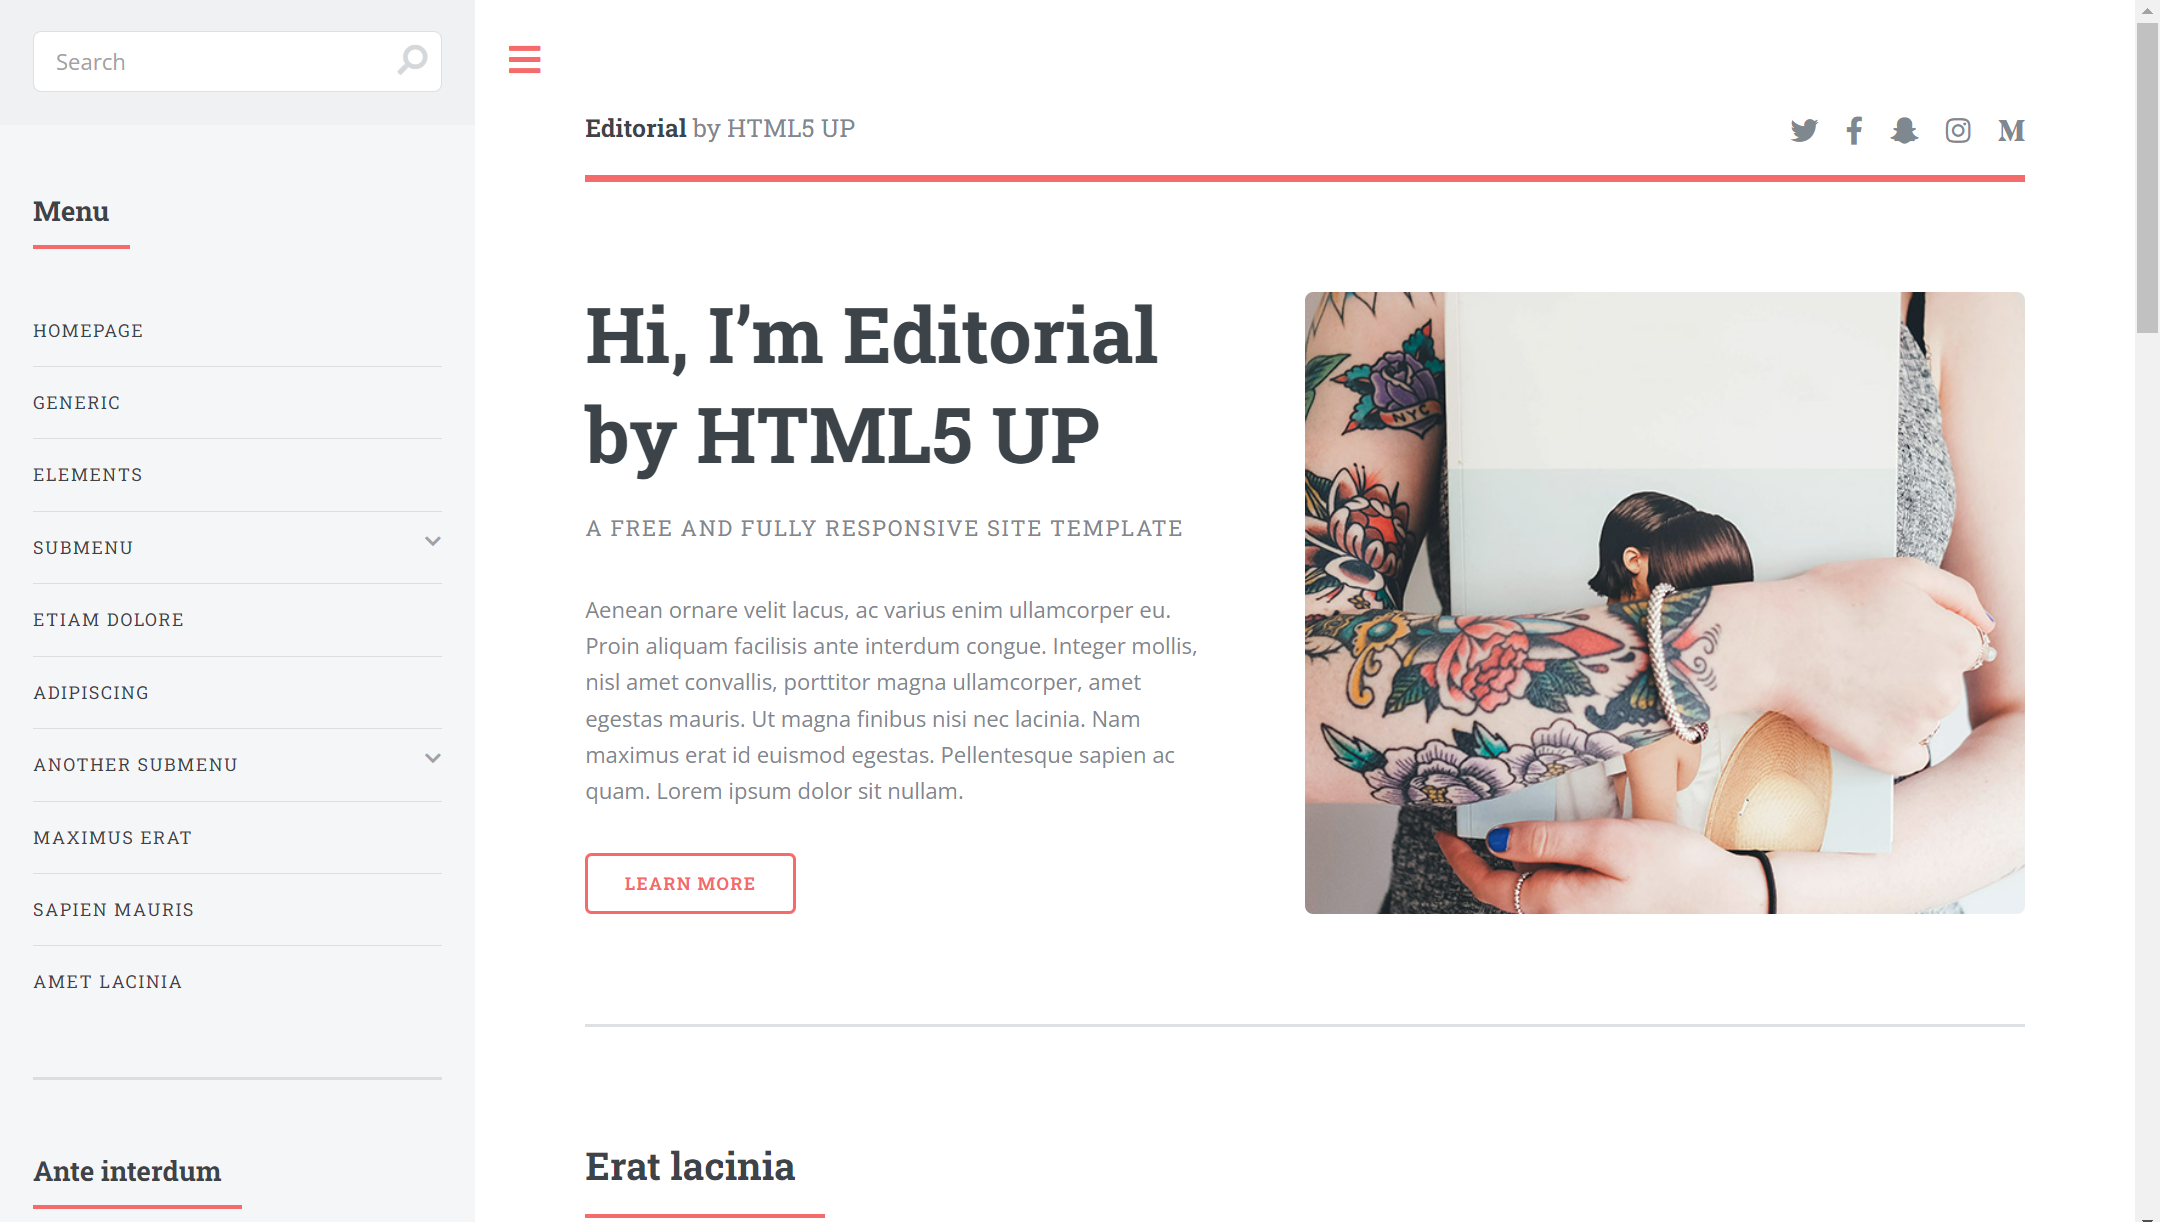 Search
Menu
HOMEPAGE
GENERIC
ELEMENTS
SUBMENU
ETIAM DOLORE
ADIPISCING
ANOTHER SUBMENU
MAXIMUS ERAT
SAPIEN MAURIS
AMET LACINIA
Ante interdum
Editorial by HTML5 UP
Hi, I’m Editorial
by HTML5 UP
A FREE AND FULLY RESPONSIVE SITE TEMPLATE
Aenean ornare velit lacus, ac varius enim ullamcorper eu.
Proin aliquam facilisis ante interdum congue. Integer mollis,
nisl amet convallis, porttitor magna ullamcorper, amet
egestas mauris. Ut magna finibus nisi nec lacinia. Nam
maximus erat id euismod egestas. Pellentesque sapien ac
quam. Lorem ipsum dolor sit nullam.
LEARN MORE
NYC
Erat lacinia